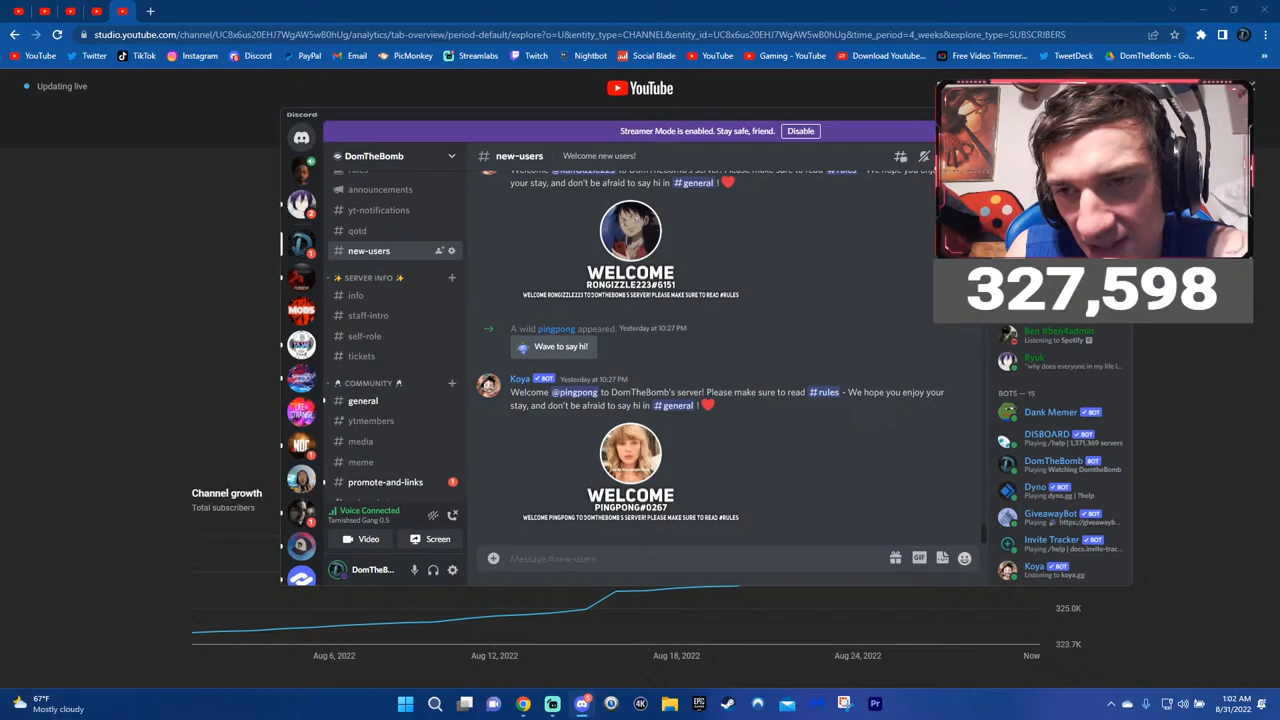 studio.youtube.com/channel/UC8x6us71EHOJ7WgAW5wB0hUg/analytics/tab-overview/period-default/explore?o=U&entity_type=CHANNEL&entity_id=UC8x6us71EHOJ7WgAW5wB0hUg&time_period=4_weeks&explore_type=SUBSCRIBERS
YouTube Twitter TikTok Instagram Discord PayPal Email PicMonkey Streamlabs Twitch Nightbot Social Blade YouTube Gaming - YouTube Download Youtube... Free Video Trimmer... TweetDeck DomTheBomb - Go...
Updating live
YouTube
Discord
Streamer Mode is enabled. Stay safe, friend. Disable
DomTheBomb
# new-users Welcome new users!
announcements
yt-notifications
qotd
new-users
SERVER INFO
info
staff-intro
self-role
tickets
COMMUNITY
general
ytmembers
media
meme
promote-anti-kids 1
Voice Connected
Tarnishsed Gang 0.5
Video Screen
DomTheB...
your stay, and don't be afraid to say hi in #general !
WELCOME
RONGIZZLE223#6151
WELCOME RONGIZZLE223 TO DOMTHEBOMB'S SERVER! PLEASE MAKE SURE TO READ #RULES
A wild pingpong appeared. Yesterday at 10:27 PM
Wave to say hi!
Koya BOT Yesterday at 10:27 PM
Welcome @pingpong to DomTheBomb's server! Please make sure to read #rules - We hope you enjoy your
stay, and don't be afraid to say hi in #general !
WELCOME
PINGPONG#0267
WELCOME PINGPONG TO DOMTHEBOMB'S SERVER! PLEASE MAKE SURE TO READ #RULES
Message #new-users
GIF
327,598
Ben #ben4admin
Listening to Spotify
Ryuk
"why does everyone in my life l...
BOTS — 15
Dank Memer BOT
DISBOARD BOT
Playing /help | 1,371,369 servers
DomTheBomb BOT
Playing Watching DomtheBomb
Dyno BOT
Playing dyno.gg | ?help
GiveawayBot BOT
Playing https://giveawayb...
Invite Tracker BOT
Playing /help | docs.invite-trac...
Koya BOT
Listening to koya.gg
Channel growth
Total subscribers
325.0K
323.7K
Aug 6, 2022 Aug 12, 2022 Aug 18, 2022 Aug 24, 2022 Now
67°F
Mostly cloudy
1:02 AM
8/31/2022